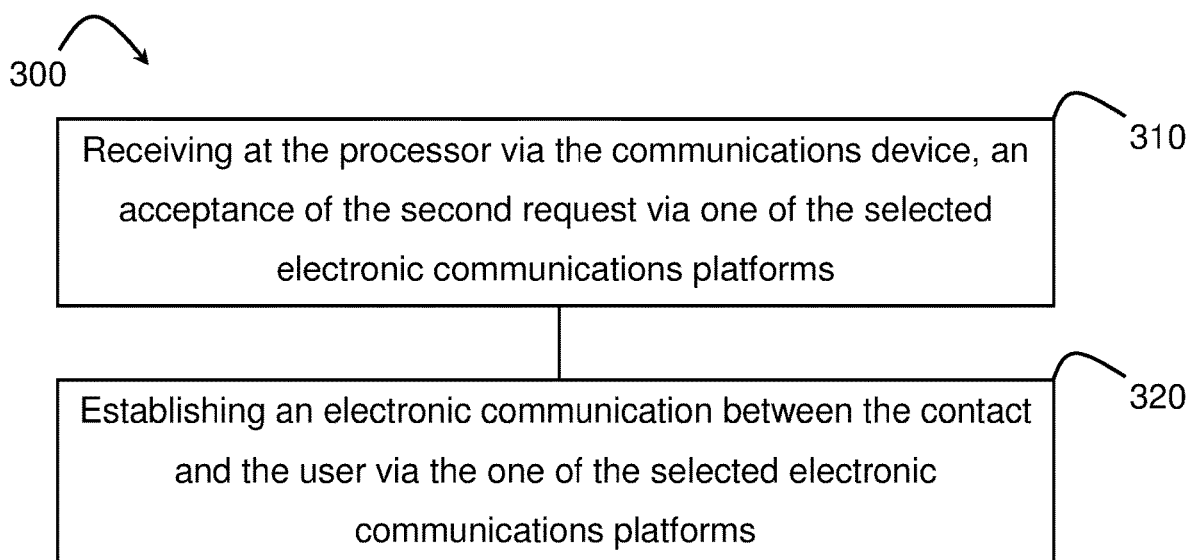 300
310
Receiving at the processor via the communications device, an
acceptance of the second request via one of the selected
electronic communications platforms
320
Establishing an electronic communication between the contact
and the user via the one of the selected electronic
communications platforms